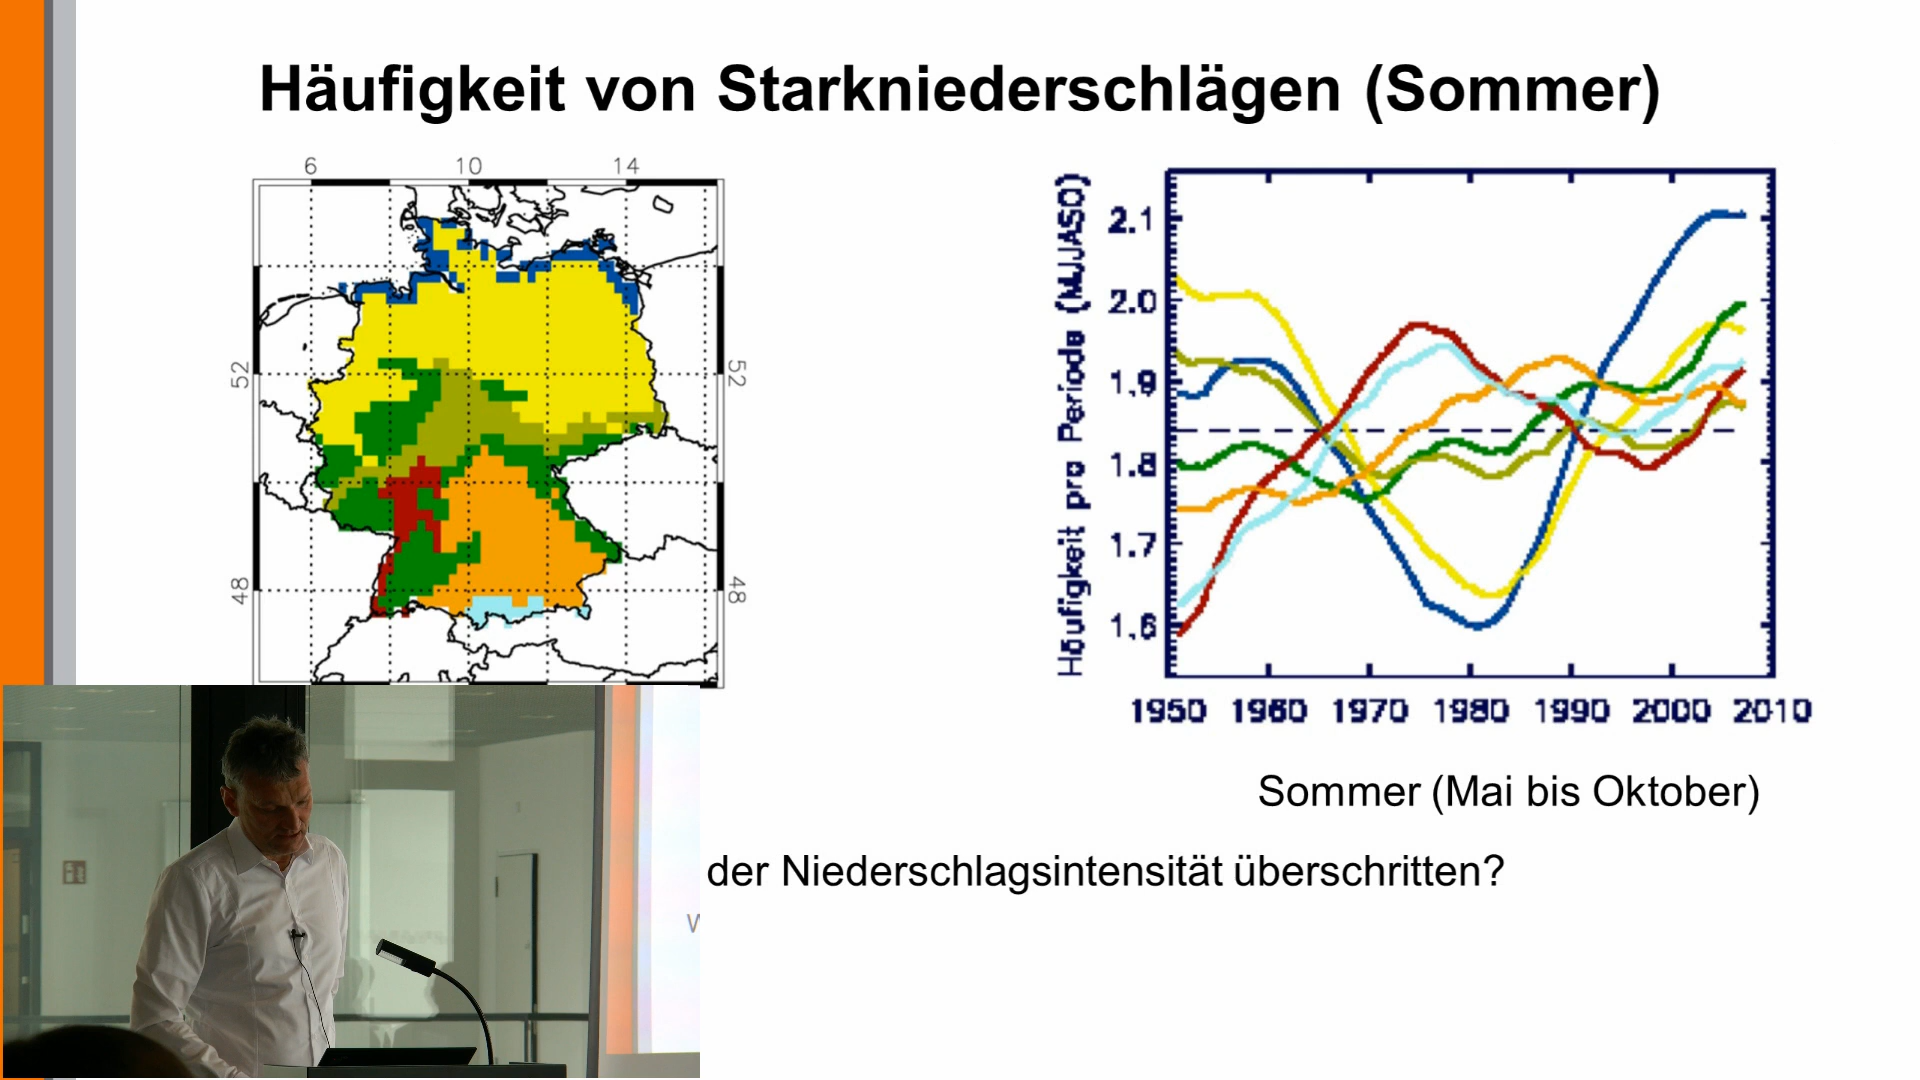 Häufigkeit von Starkniederschlägen (Sommer)
6 10 14
52 52
48 48
Häufigkeit pro Periode (MJJASO)
2.1
2.0
1.9
1.8
1.7
1.6
1950 1960 1970 1980 1990 2000 2010
Sommer (Mai bis Oktober)
der Niederschlagsintensität überschritten?